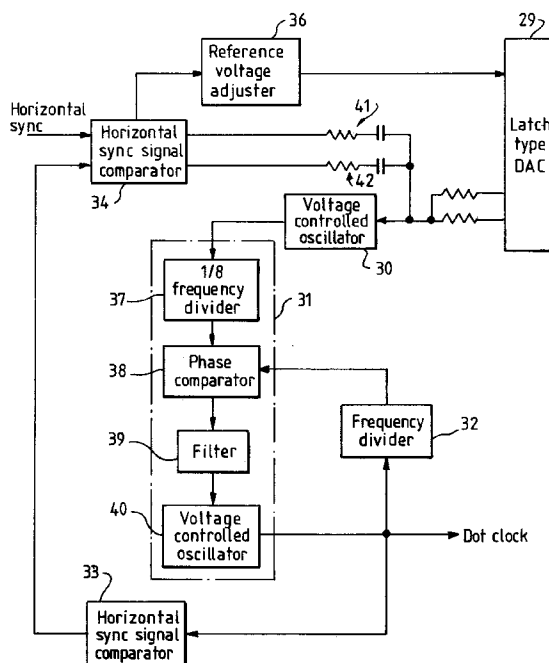 36
29
Reference
voltage
adjuster
Horizontal
sync
Horizontal
sync signal
comparator
34
41
42
Latch
type
DAC
Voltage
controlled
oscillator
30
1/8
frequency
divider
37
31
Phase
comparator
38
Filter
39
Frequency
divider
32
40
Voltage
controlled
oscillator
Dot clock
33
Horizontal
sync signal
comparator